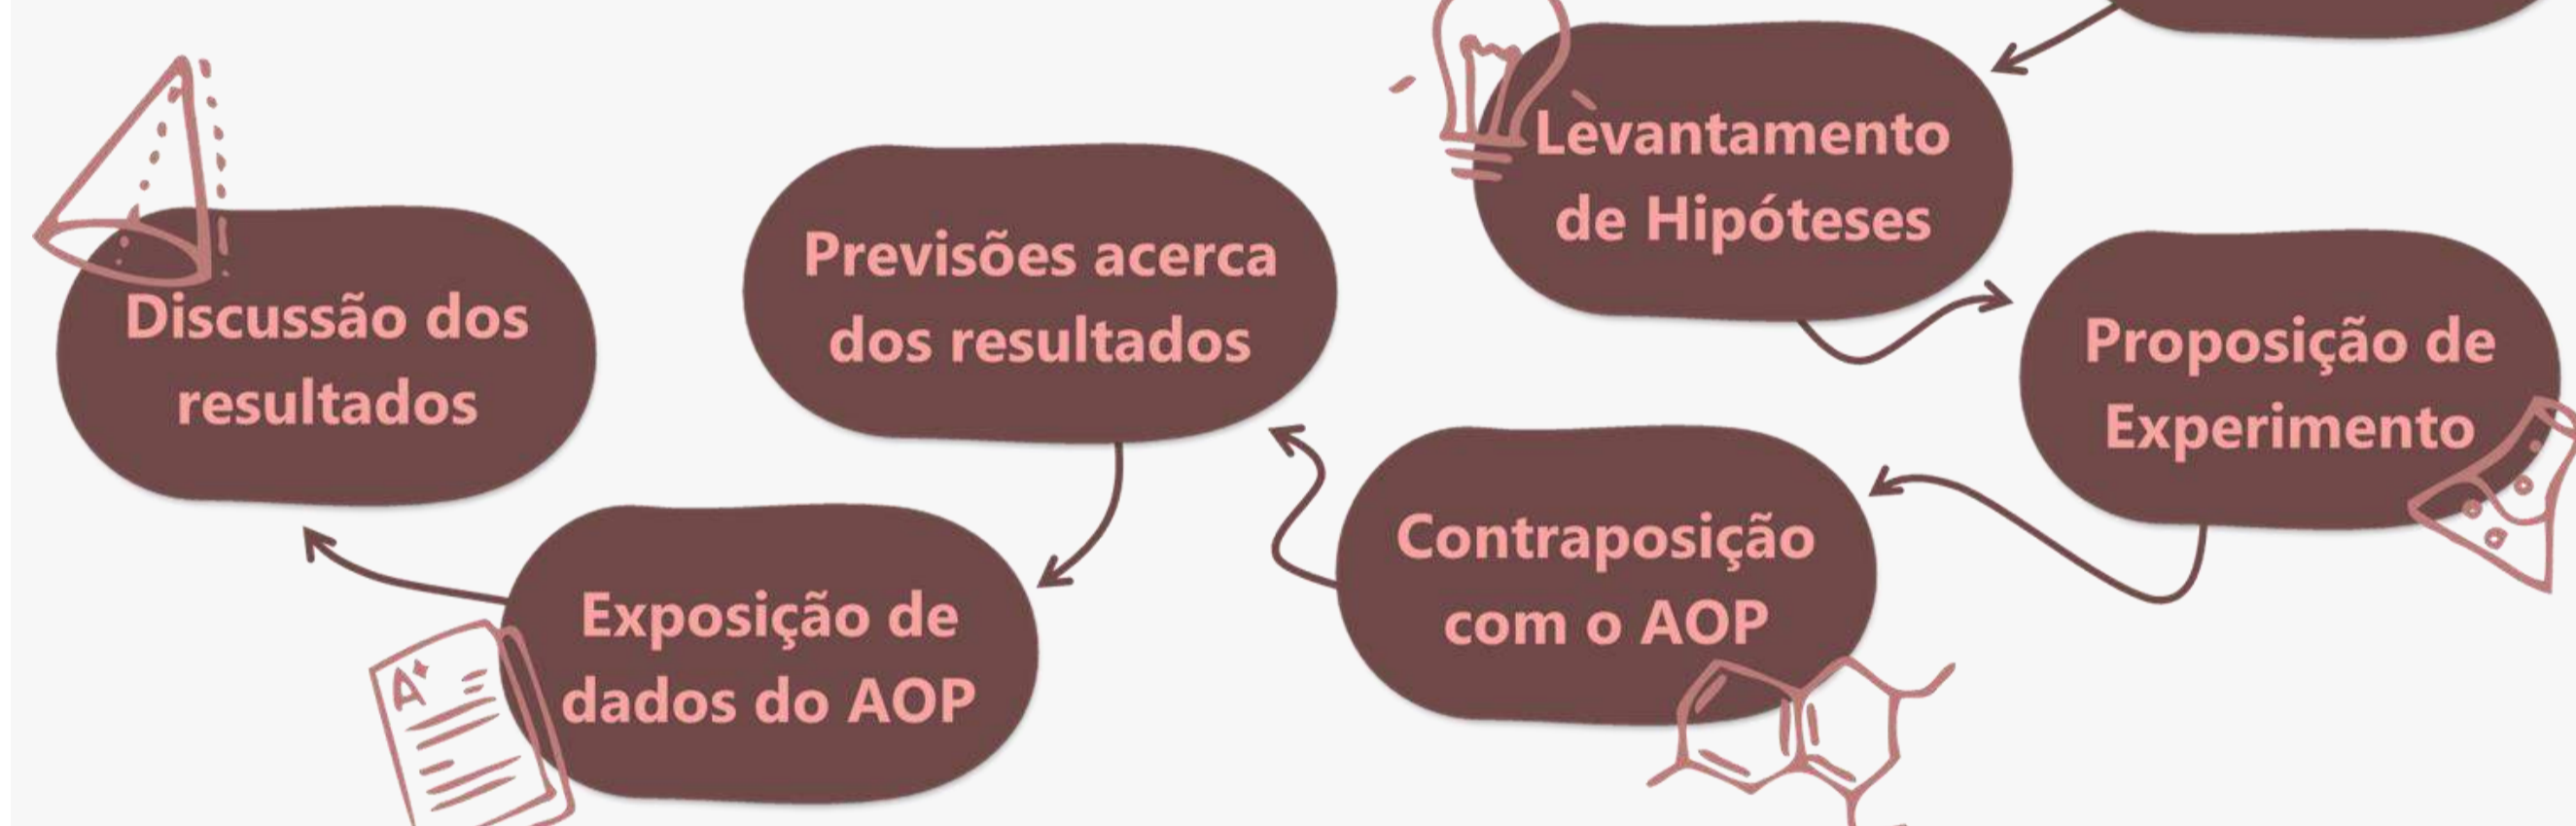 Levantamento
de Hipóteses
Proposição de
Experimento
Contraposição
com o AOP
Previsões acerca
dos resultados
Exposição de
dados do AOP
A+
Discussão dos
resultados